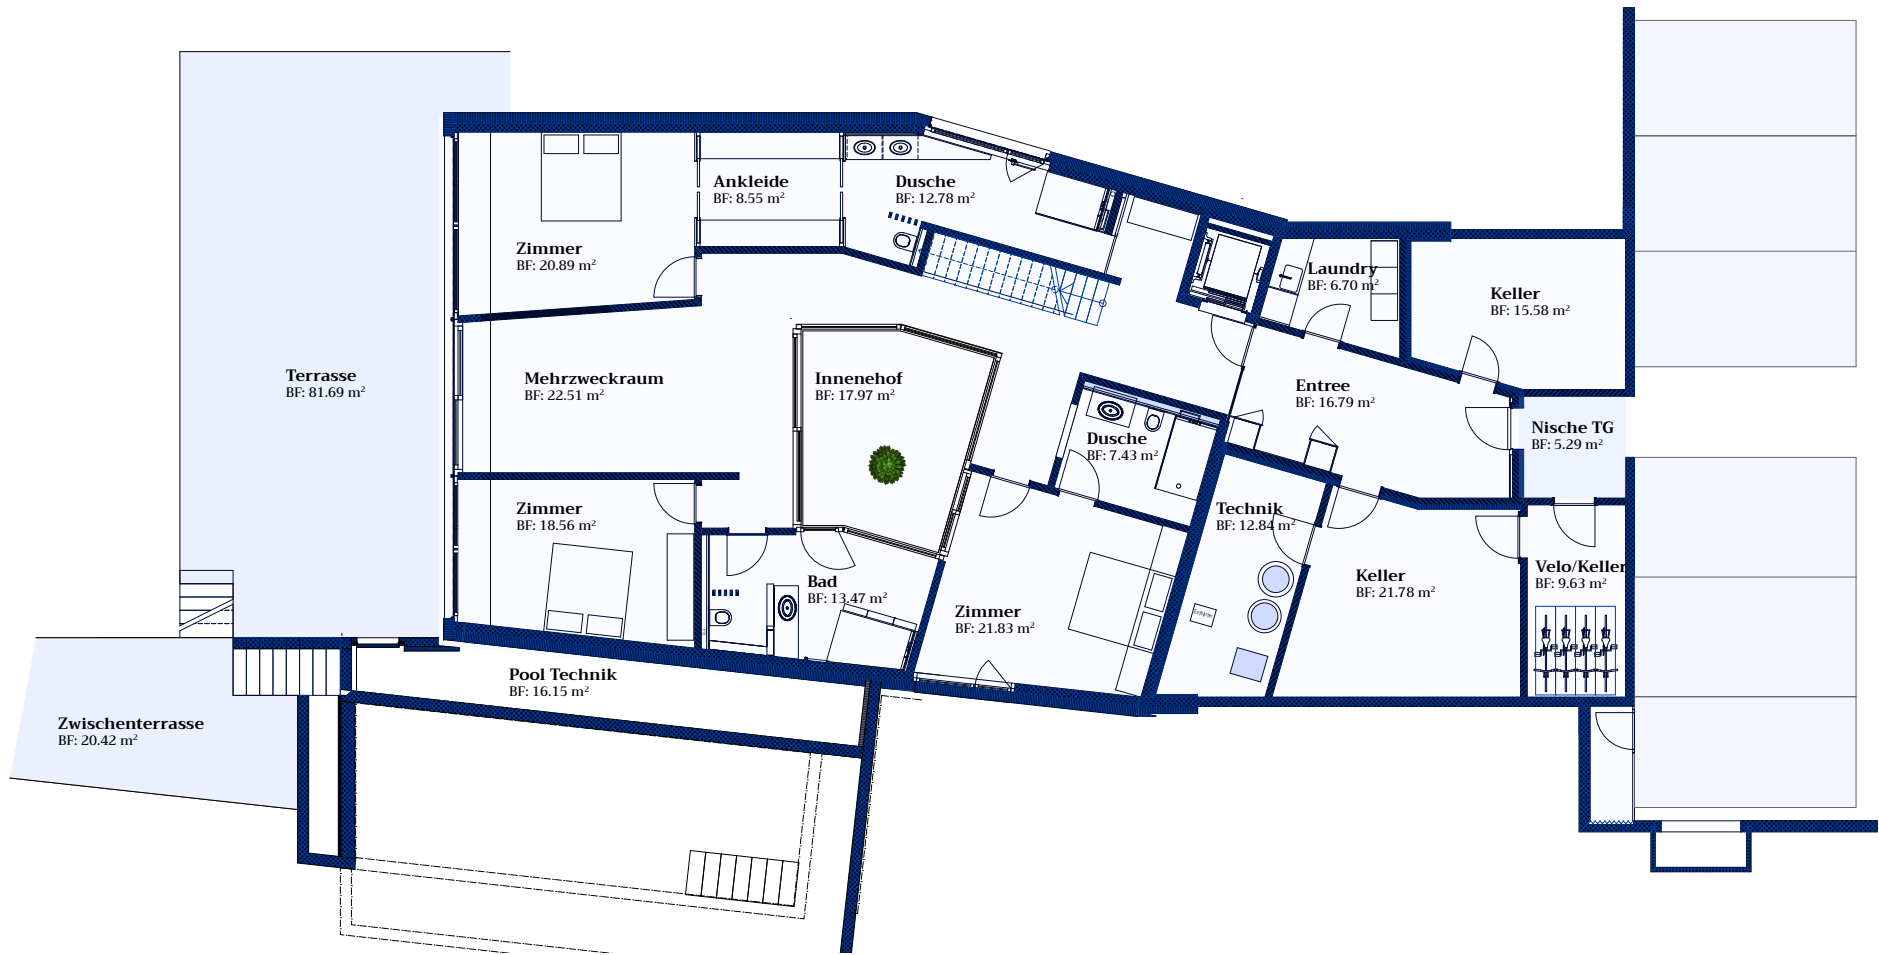 Ankleide
BF: 8.55 m²
Dusche
BF: 12.78 m²
Zimmer
BF: 20.89 m²
Laundry
BF: 6.70 m²
Keller
BF: 15.58 m²
Terrasse
BF: 81.69 m²
Mehrzweckraum
BF: 22.51 m²
Innenehof
BF: 17.97 m²
Entree
BF: 16.79 m²
Dusche
BF: 7.43 m²
Nische TG
BF: 5.29 m²
Zimmer
BF: 18.56 m²
Technik
BF: 12.84 m²
Bad
BF: 13.47 m²
Zimmer
BF: 21.83 m²
Keller
BF: 21.78 m²
Velo/Keller
BF: 9.63 m²
Pool Technik
BF: 16.15 m²
Zwischenterrasse
BF: 20.42 m²